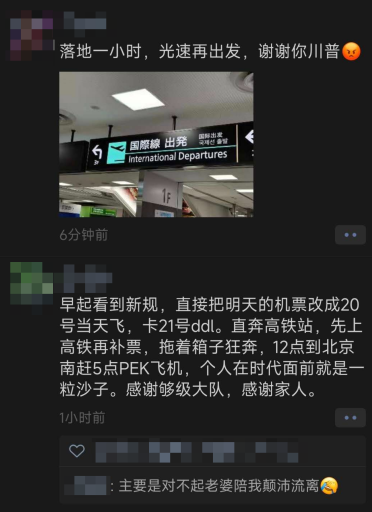 落地一小时，光速再出发，谢谢你川普😡
国際線 出発
国际出发
국제선 출발
International Departures
3F
1F
6分钟前
早起看到新规，直接把明天的机票改成20
号当天飞，卡21号ddl。直奔高铁站，先上
高铁再补票，拖着箱子狂奔，12点到北京
南赶5点PEK飞机，个人在时代面前就是一
粒沙子。感谢够级大队，感谢家人。
1小时前
: 主要是对不起老婆陪我颠沛流离😂